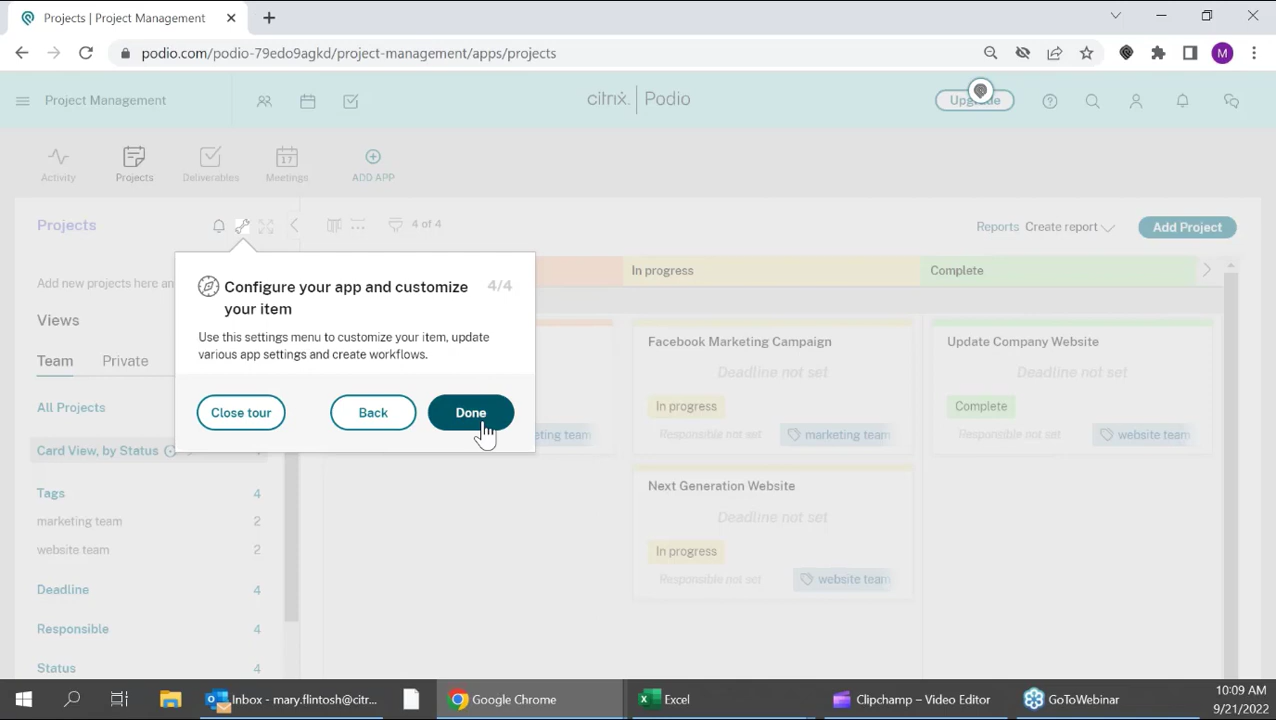 Projects | Project Management
podio.com/podio-79edo9agkd/project-management/apps/projects
M
Project Management
citrix | Podio
Upgrade
Activity
Projects
Deliverables
17
Meetings
ADD APP
Projects
4 of 4
Reports Create report
Add Project
Add new projects here an
Views
Team Private
All Projects
Card View, by Status
Tags 4
marketing team 2
website team 2
Deadline 4
Responsible 4
Status 4
Configure your app and customize your item 4/4
Use this settings menu to customize your item, update
various app settings and create workflows.
Close tour
Back
Done
eting team
In progress
Facebook Marketing Campaign
Deadline not set
In progress
Responsible not set
marketing team
Next Generation Website
Deadline not set
In progress
Responsible not set
website team
Complete
Update Company Website
Deadline not set
Complete
Responsible not set
website team
Inbox - mary.flintosh@citr...
Google Chrome
Excel
Clipchamp – Video Editor
GoToWebinar
10:09 AM
9/21/2022